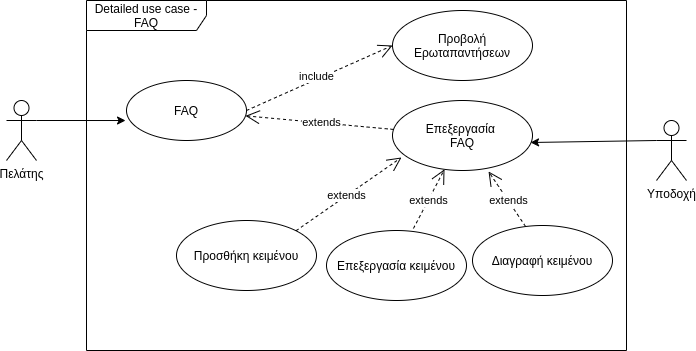 Detailed use case -
FAQ
Προβολή
Ερωταπαντήσεων
include
FAQ
extends
Επεξεργασία
FAQ
Πελάτης
Υποδοχή
extends
extends
extends
Προσθήκη κειμένου
Επεξεργασία κειμένου
Διαγραφή κειμένου